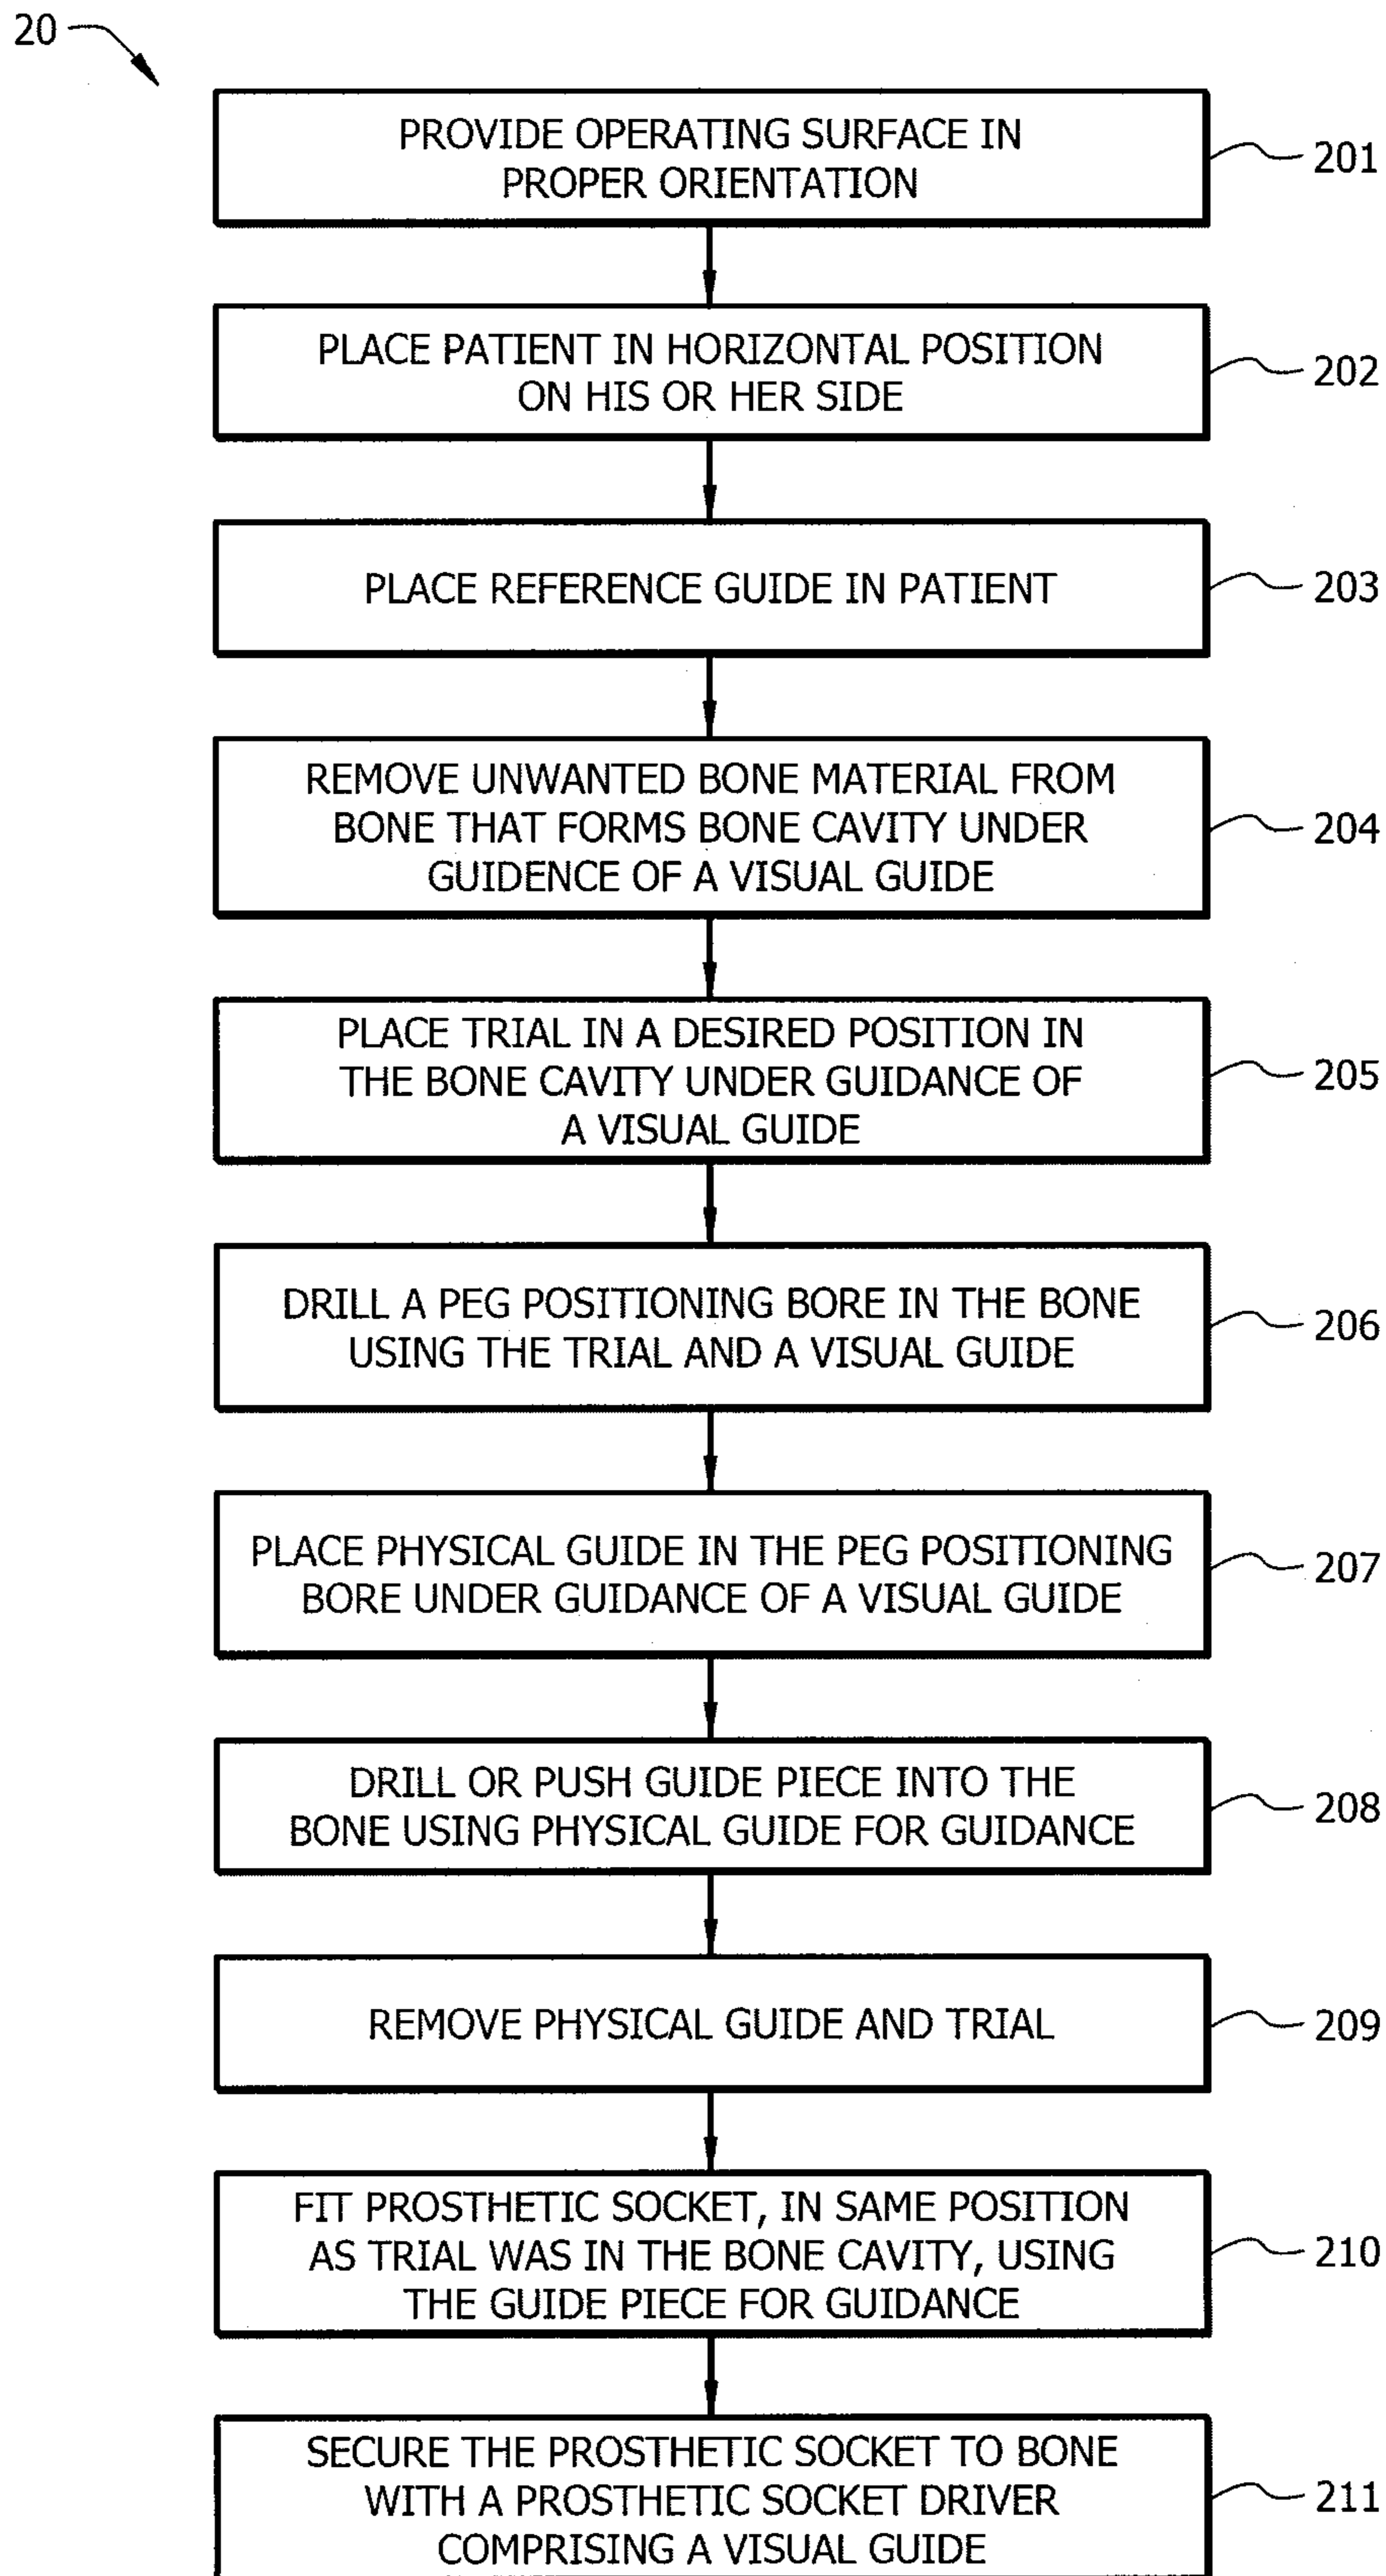 20
PROVIDE OPERATING SURFACE IN
PROPER ORIENTATION
201
PLACE PATIENT IN HORIZONTAL POSITION
ON HIS OR HER SIDE
202
PLACE REFERENCE GUIDE IN PATIENT
203
REMOVE UNWANTED BONE MATERIAL FROM
BONE THAT FORMS BONE CAVITY UNDER
GUIDENCE OF A VISUAL GUIDE
204
PLACE TRIAL IN A DESIRED POSITION IN
THE BONE CAVITY UNDER GUIDANCE OF
A VISUAL GUIDE
205
DRILL A PEG POSITIONING BORE IN THE BONE
USING THE TRIAL AND A VISUAL GUIDE
206
PLACE PHYSICAL GUIDE IN THE PEG POSITIONING
BORE UNDER GUIDANCE OF A VISUAL GUIDE
207
DRILL OR PUSH GUIDE PIECE INTO THE
BONE USING PHYSICAL GUIDE FOR GUIDANCE
208
REMOVE PHYSICAL GUIDE AND TRIAL
209
FIT PROSTHETIC SOCKET, IN SAME POSITION
AS TRIAL WAS IN THE BONE CAVITY, USING
THE GUIDE PIECE FOR GUIDANCE
210
SECURE THE PROSTHETIC SOCKET TO BONE
WITH A PROSTHETIC SOCKET DRIVER
COMPRISING A VISUAL GUIDE
211